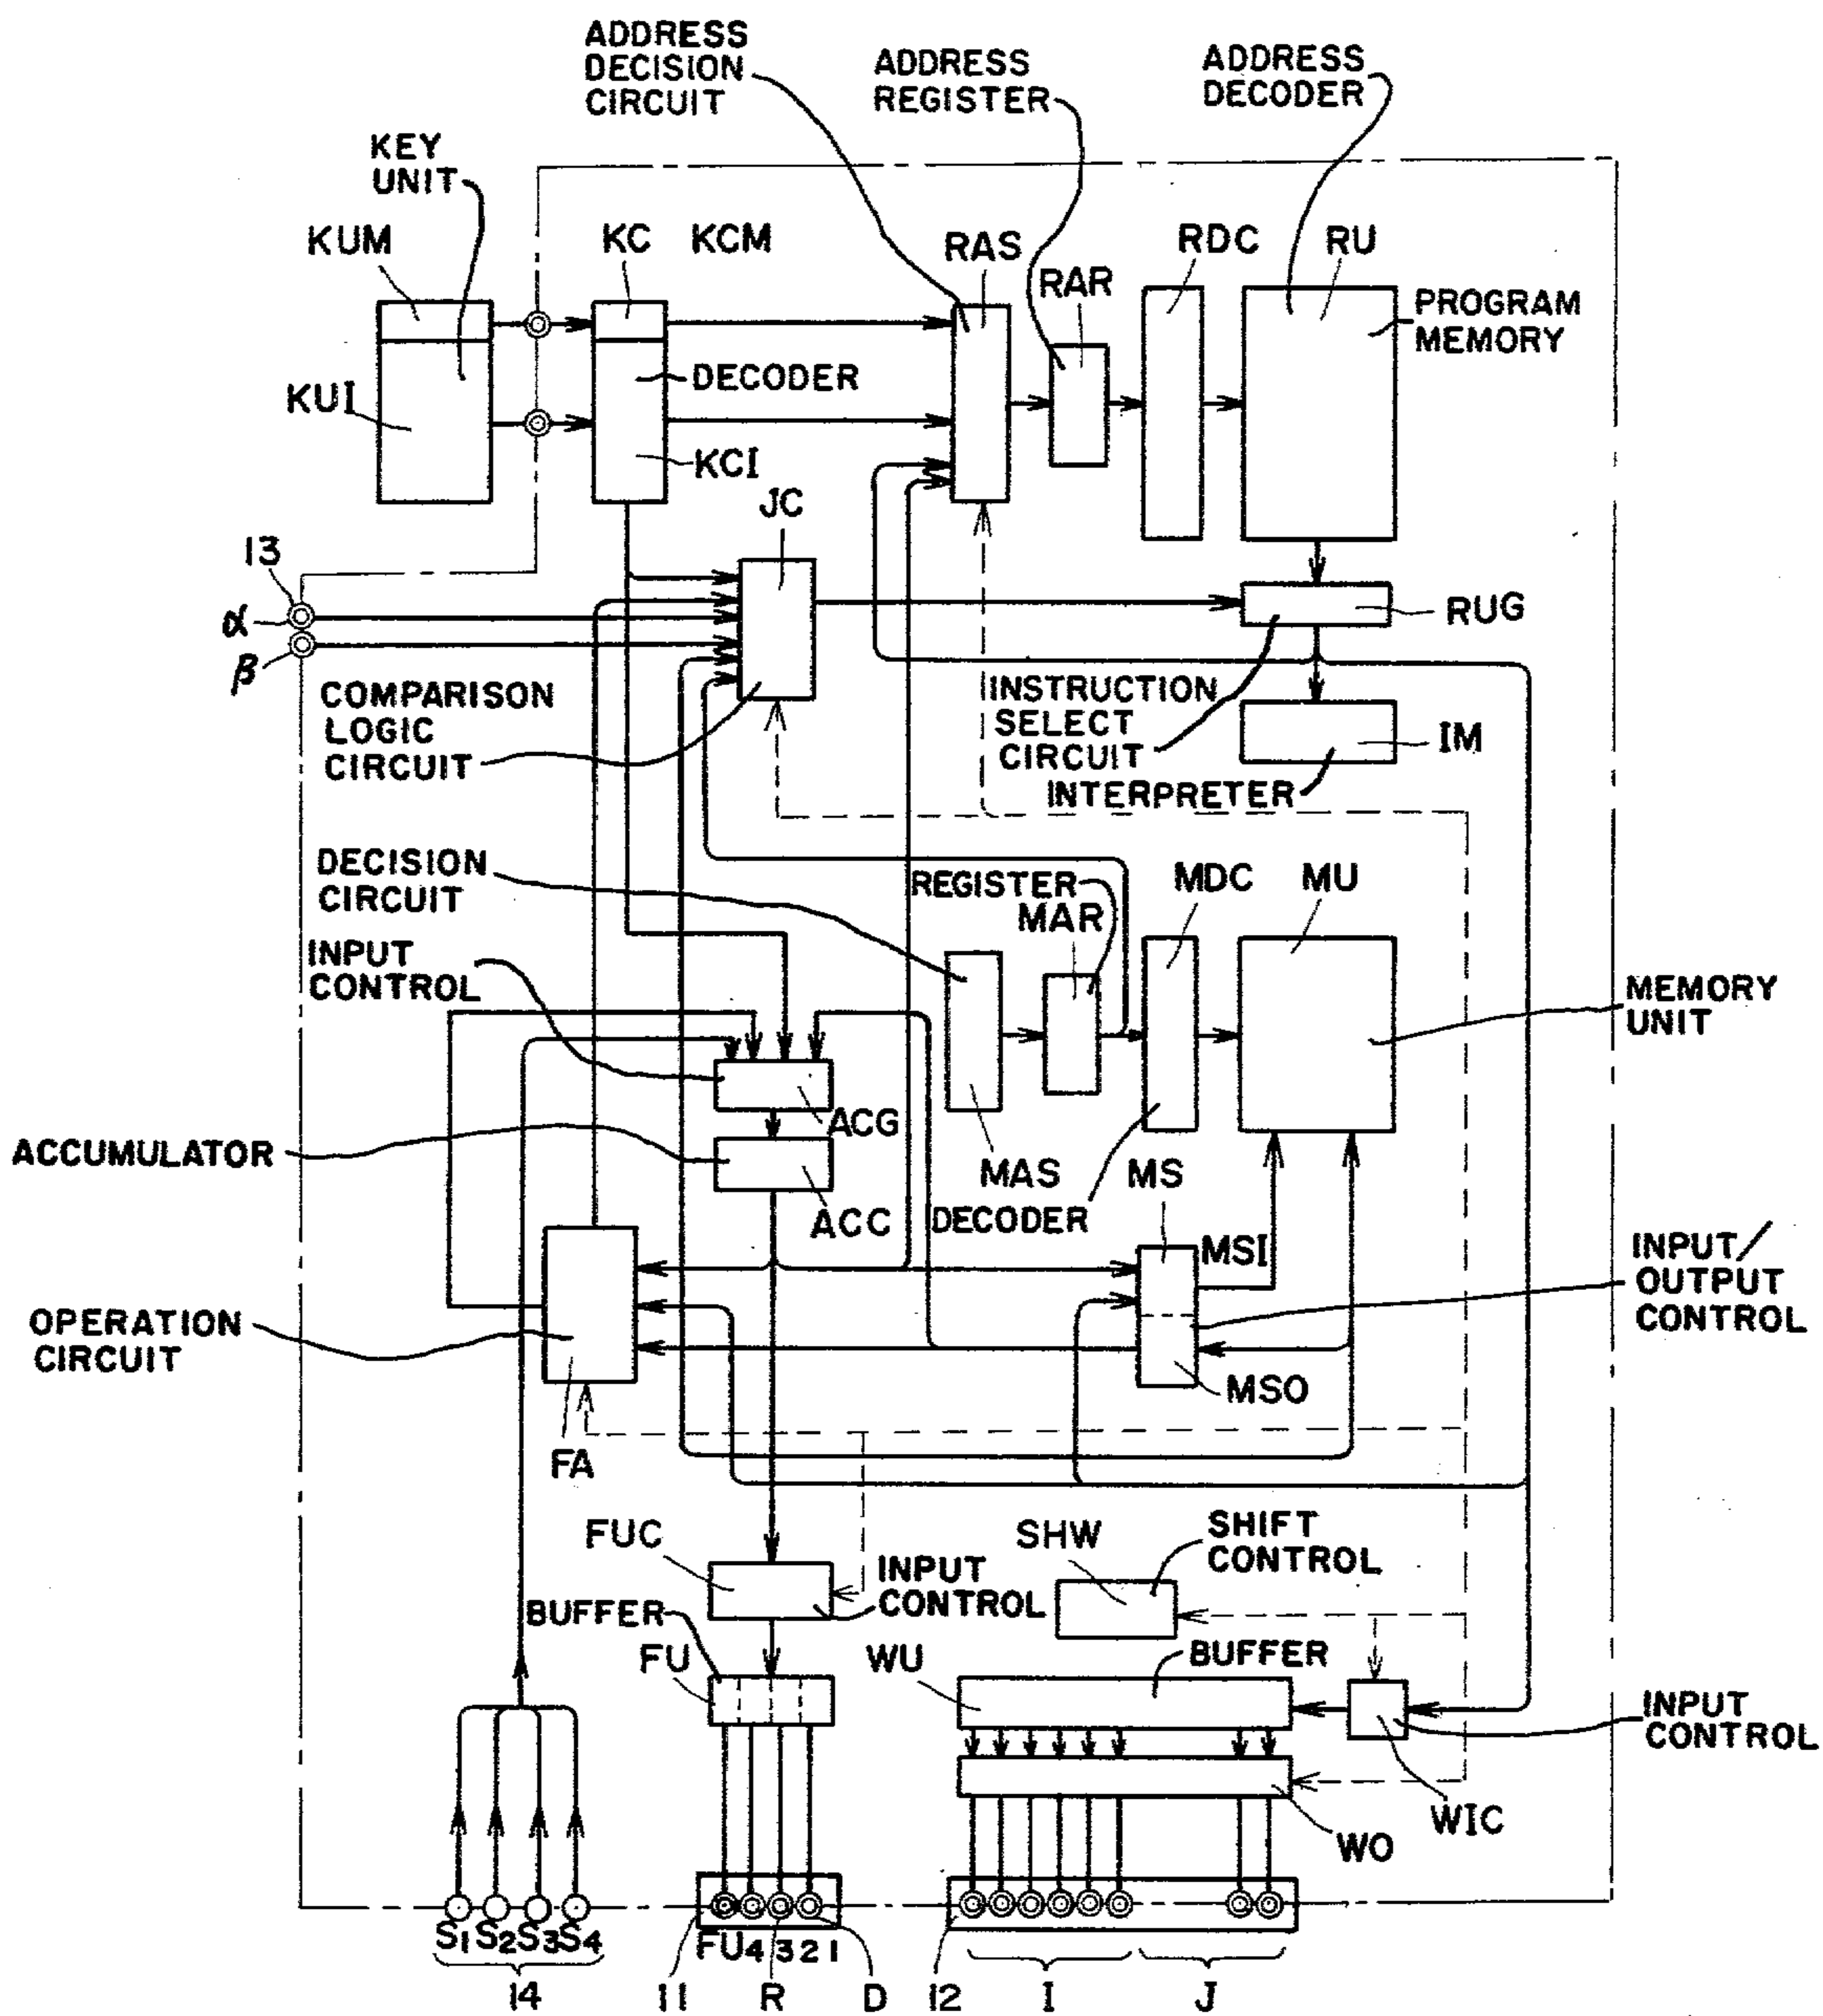 ADDRESS
DECISION
CIRCUIT
ADDRESS
REGISTER
ADDRESS
DECODER
KEY
UNIT
KUM
KC
KCM
RAS
RAR
RDC
RU
PROGRAM
MEMORY
KUI
DECODER
KCI
JC
13
α
β
RUG
COMPARISON
LOGIC
CIRCUIT
INSTRUCTION
SELECT
CIRCUIT
IM
INTERPRETER
DECISION
CIRCUIT
REGISTER
MAR
MDC
MU
INPUT
CONTROL
MEMORY
UNIT
ACG
ACCUMULATOR
ACC
MAS
DECODER
MS
MSI
INPUT/
OUTPUT
CONTROL
OPERATION
CIRCUIT
MSO
FA
FUC
INPUT
CONTROL
SHW
SHIFT
CONTROL
BUFFER
FU
WU
BUFFER
INPUT
CONTROL
WIC
WO
S1 S2 S3 S4
FU4 3 2 1
14
11
R
D
12
I
J